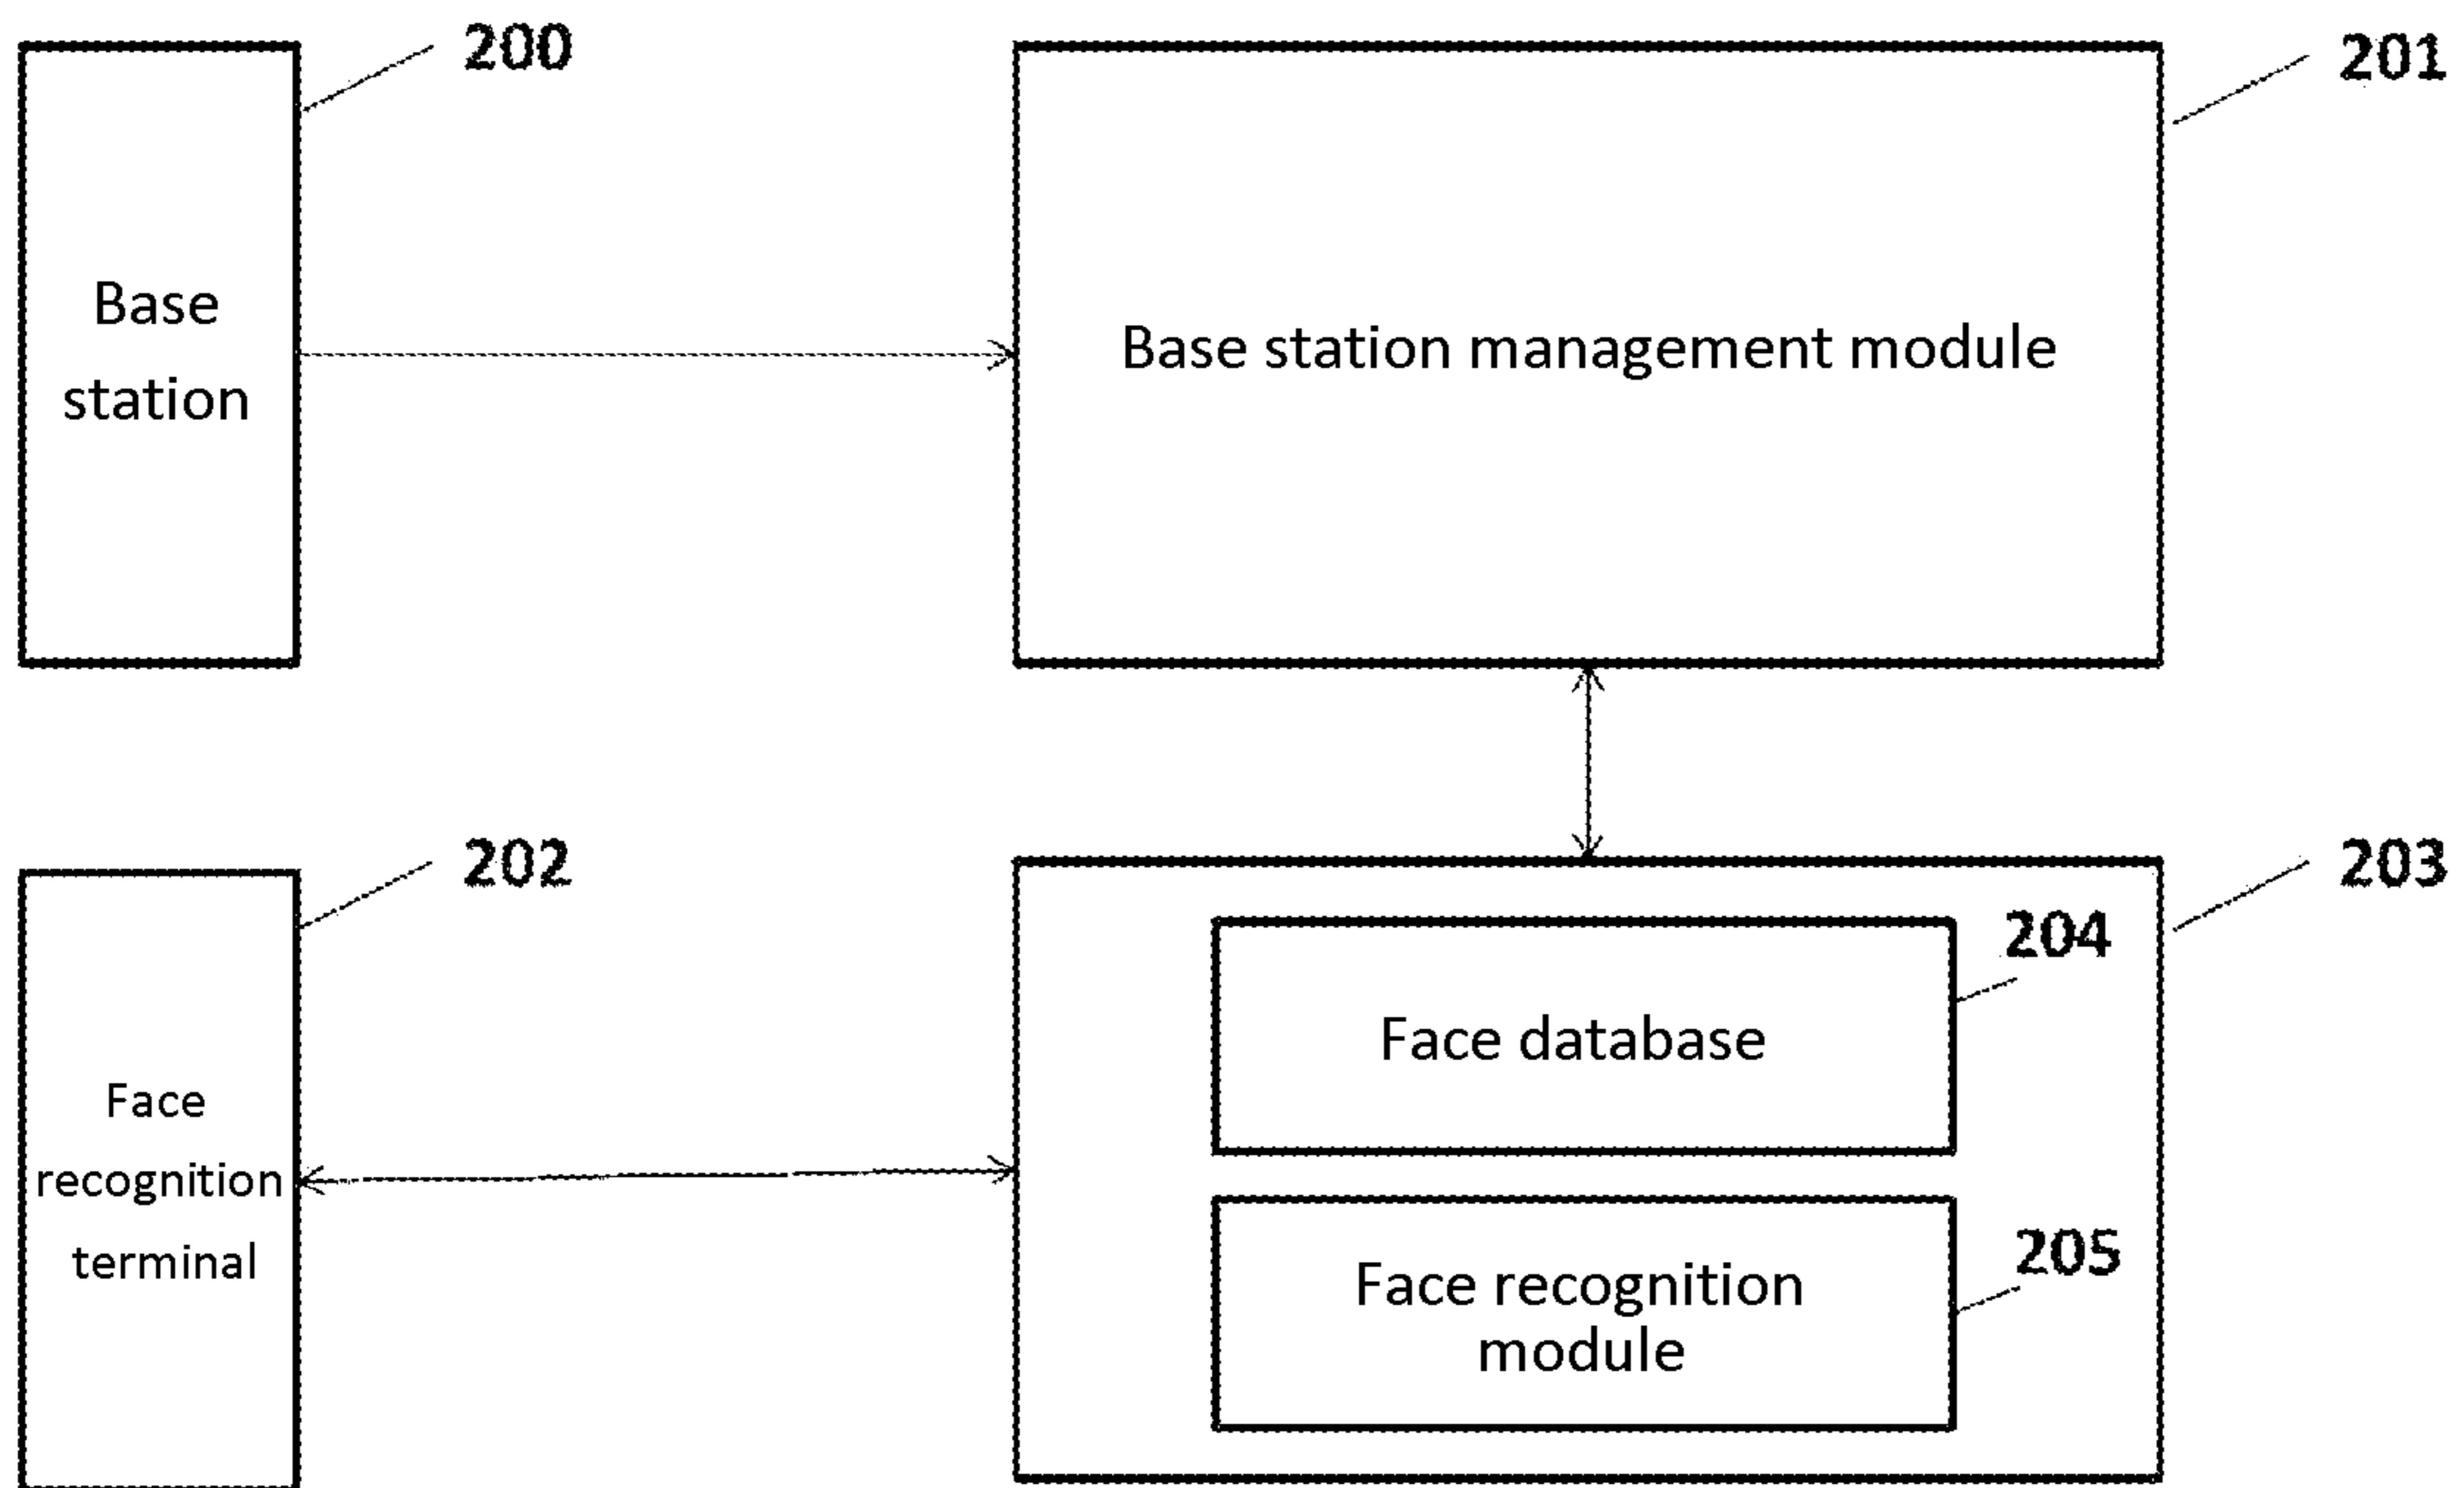 200
201
Base
station
Base station management module
202
203
204
Face
recognition
terminal
Face database
205
Face recognition
module